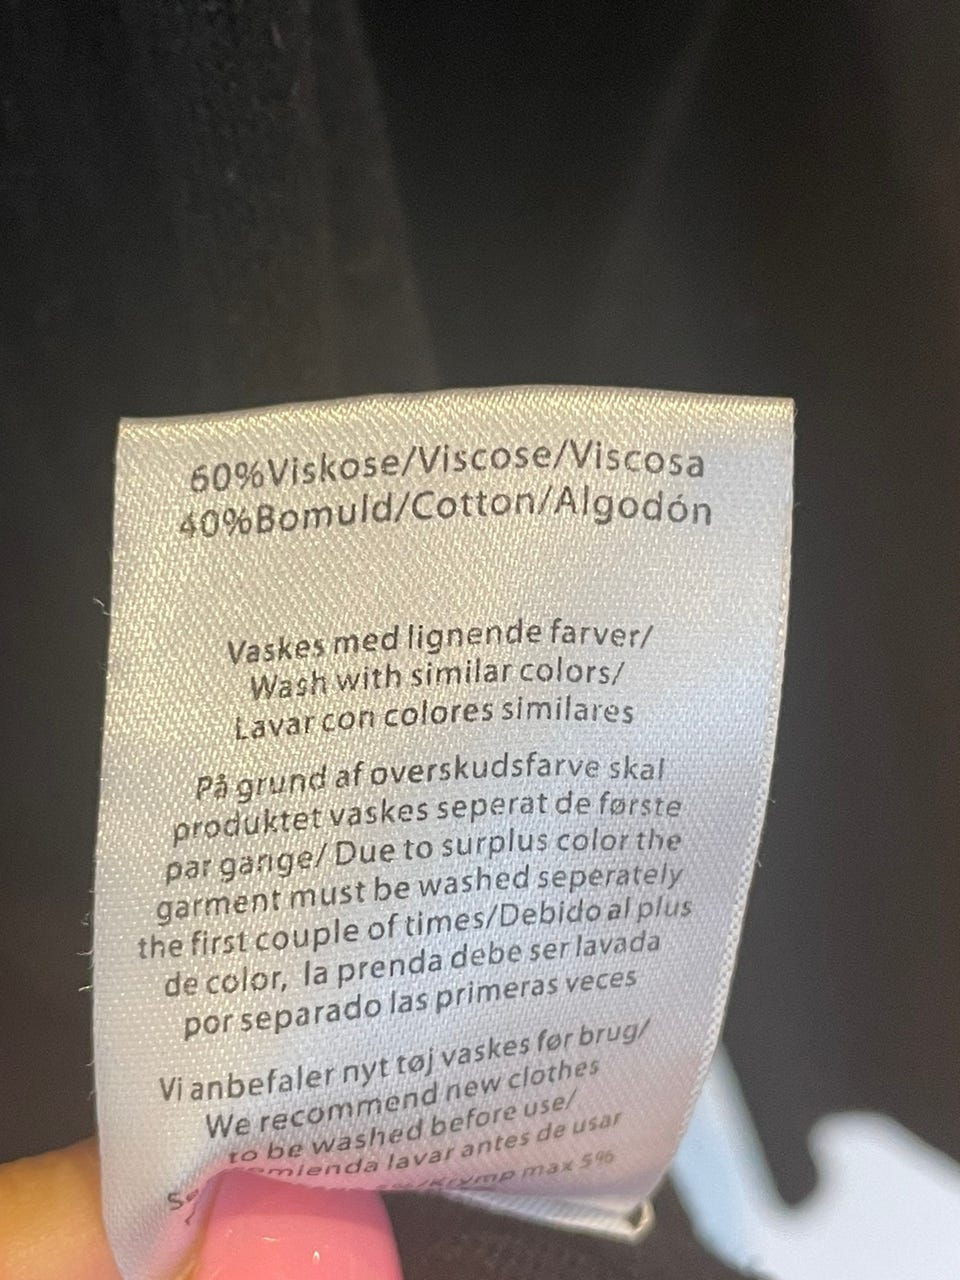 60%Viskose/Viscose/Viscosa
40%Bomuld/Cotton/Algodón
Vaskes med lignende farver/
Wash with similar colors/
Lavar con colores similares
På grund af overskudsfarve skal
produktet vaskes seperat de første
par gange/ Due to surplus color the
garment must be washed seperately
the first couple of times/Debido al plus
de color, la prenda debe ser lavada
por separado las primeras veces
Vi anbefaler nyt tøj vaskes før brug/
We recommend new clothes
to be washed before use/
lavar antes de usar
max 5%